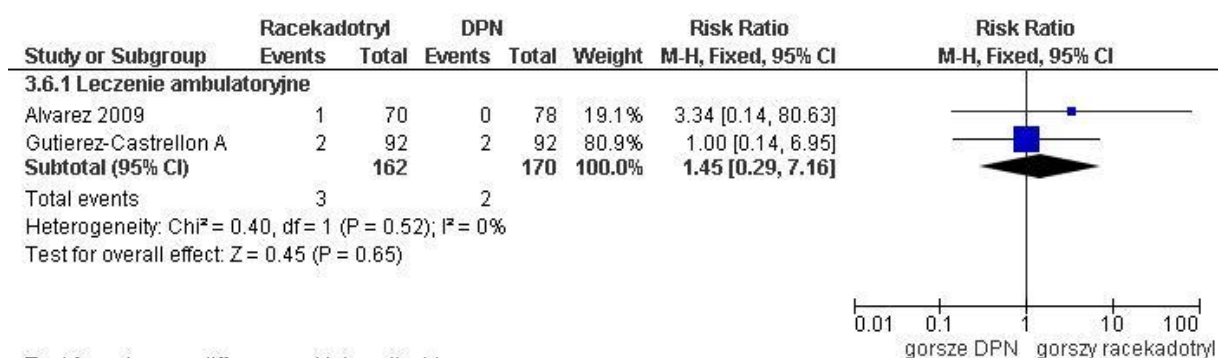 Racekadotryl DPN Risk Ratio Risk Ratio
Study or Subgroup Events Total Events Total Weight M-H, Fixed, 95% CI M-H, Fixed, 95% CI
3.6.1 Leczenie ambulatoryjne
Alvarez 2009 1 70 0 78 19.1% 3.34 [0.14, 80.63]
Gutierez-Castrellon A 2 92 2 92 80.9% 1.00 [0.14, 6.95]
Subtotal (95% CI) 162 170 100.0% 1.45 [0.29, 7.16]
Total events 3 2
Heterogeneity: Chi² = 0.40, df = 1 (P = 0.52); I² = 0%
Test for overall effect: Z = 0.45 (P = 0.65)
0.01 0.1 1 10 100
gorsze DPN gorszy racekadotryl